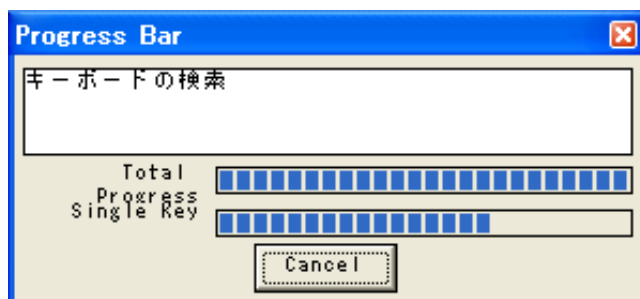 Progress Bar
キーボードの検索
Total
Progress
Single Key
Cancel